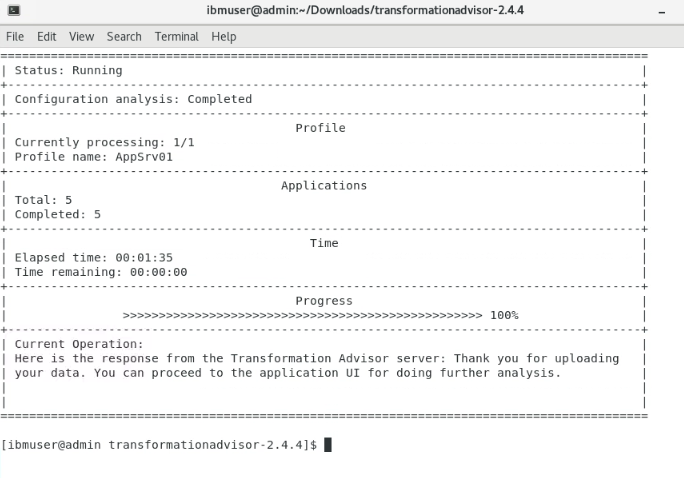 ibmuser@admin:~/Downloads/transformationadvisor-2.4.4
File Edit View Search Terminal Help
Status: Running
Configuration analysis: Completed
Profile
Currently processing: 1/1
Profile name: AppSrv01
Applications
Total: 5
Completed: 5
Time
Elapsed time: 00:01:35
Time remaining: 00:00:00
Progress
>>>>>>>>>>>>>>>>>>>>>>>>>>>>>>>>>>>>>>>>>>>>>>>>>> 100%
Current Operation:
Here is the response from the Transformation Advisor server: Thank you for uploading
your data. You can proceed to the application UI for doing further analysis.
[ibmuser@admin transformationadvisor-2.4.4]$